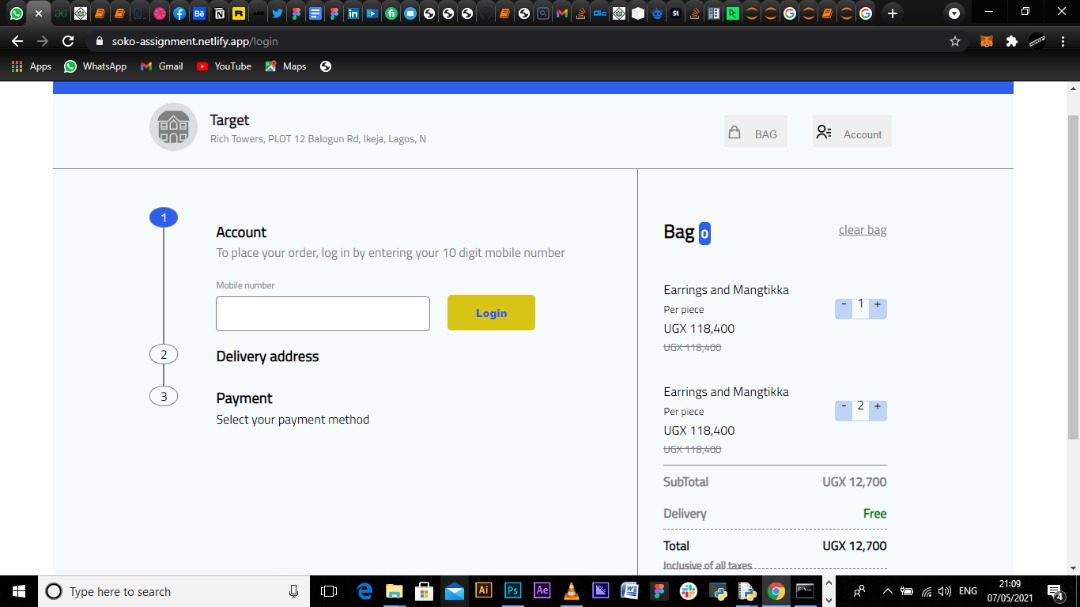 soko-assignment.netlify.app/login
Apps WhatsApp Gmail YouTube Maps
Target
Rich Towers, PLOT 12 Balogun Rd, Ikeja, Lagos, N
BAG Account
1
Account
To place your order, log in by entering your 10 digit mobile number
Mobile number
Login
2 Delivery address
3 Payment
Select your payment method
Bag 0 clear bag
Earrings and Mangtikka
Per piece
UGX 118,400
UGX 118,400
- 1 +
Earrings and Mangtikka
Per piece
UGX 118,400
UGX 118,400
- 2 +
SubTotal UGX 12,700
Delivery Free
Total UGX 12,700
Inclusive of all taxes
Type here to search
Ai Ps Ae
ENG
21:09
07/05/2021
4